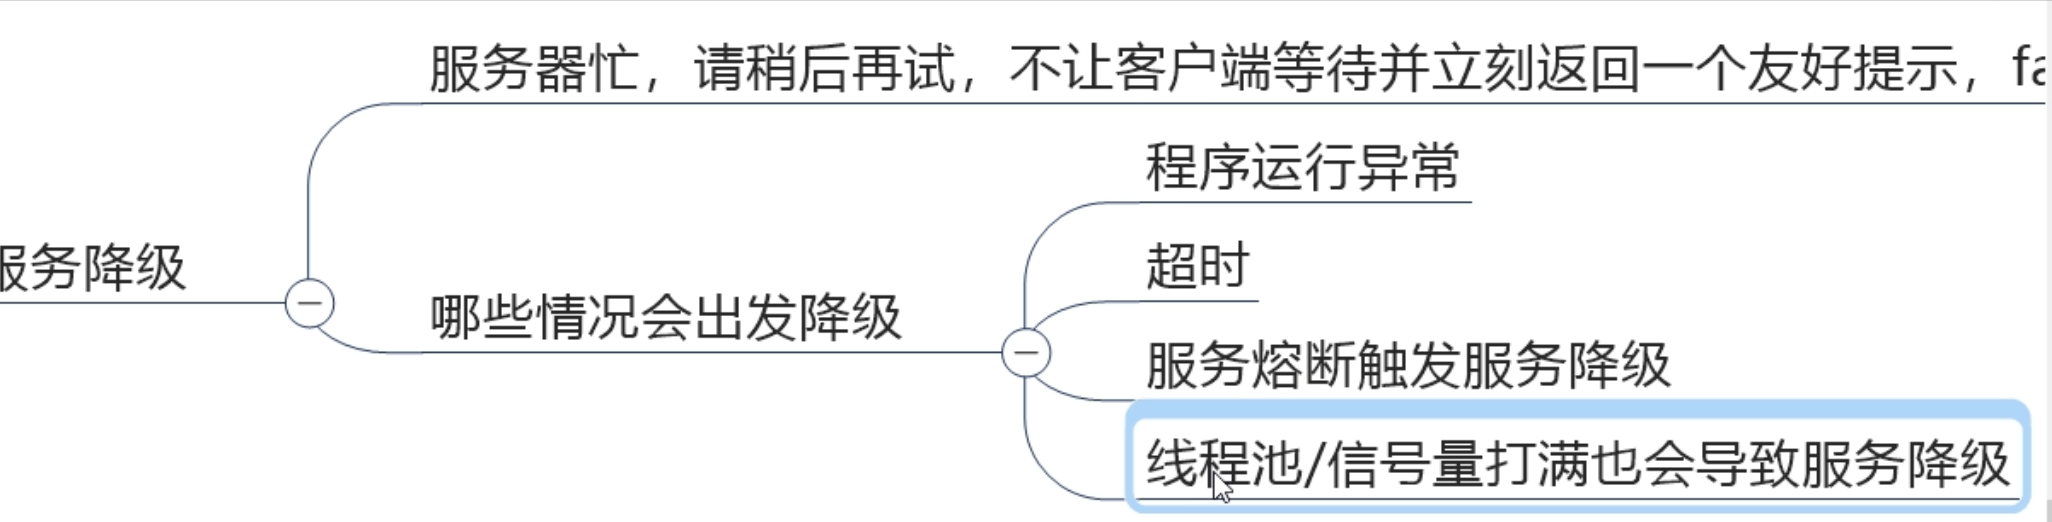 服务器忙，请稍后再试，不让客户端等待并立刻返回一个友好提示，fa
程序运行异常
超时
服务降级
哪些情况会出发降级
服务熔断触发服务降级
线程池/信号量打满也会导致服务降级